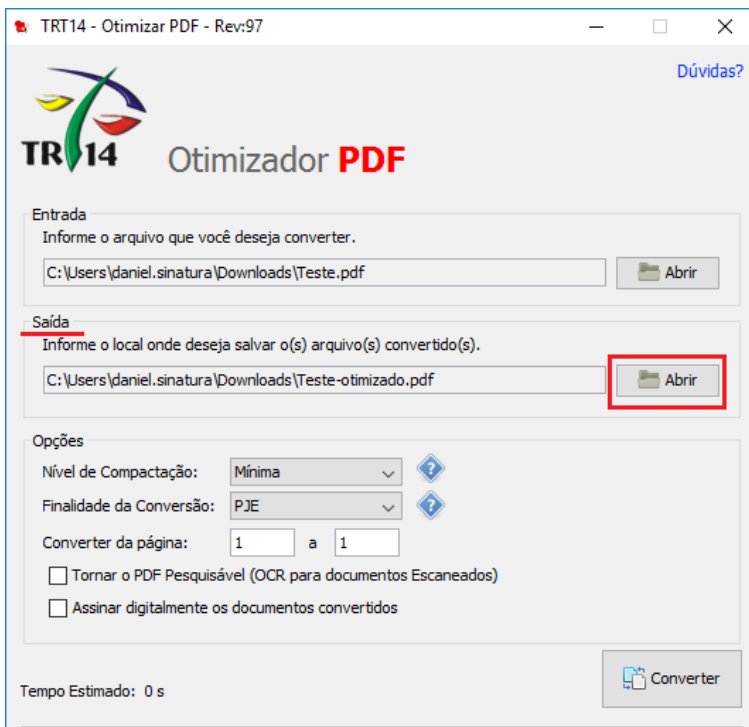 TRT14 - Otimizar PDF - Rev:97
Dúvidas?
TRT14
Otimizador PDF
Entrada
Informe o arquivo que você deseja converter.
C:\Users\daniel.sinatura\Downloads\Teste.pdf
Abrir
Saída
Informe o local onde deseja salvar o(s) arquivo(s) convertido(s).
C:\Users\daniel.sinatura\Downloads\Teste-otimizado.pdf
Abrir
Opções
Nível de Compactação: Mínima
Finalidade da Conversão: PJE
Converter da página: 1 a 1
Tornar o PDF Pesquisável (OCR para documentos Escaneados)
Assinar digitalmente os documentos convertidos
Converter
Tempo Estimado: 0 s